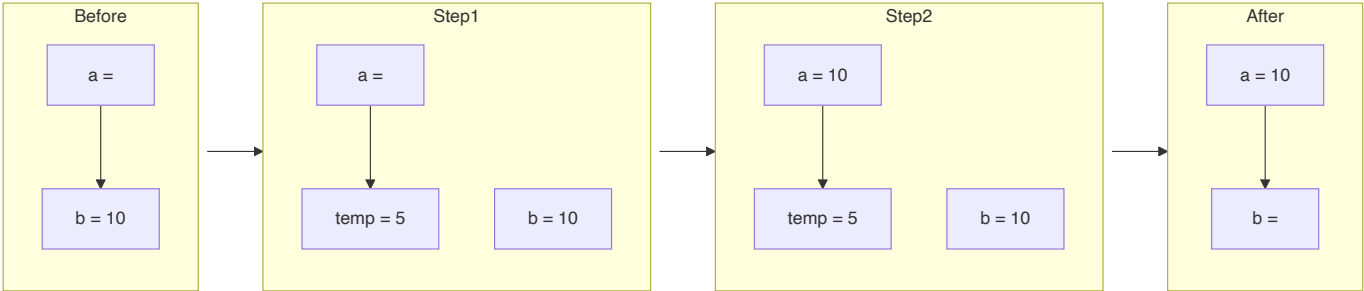 Before
a =
b = 10
Step1
a =
temp = 5
b = 10
Step2
a = 10
temp = 5
b = 10
After
a = 10
b =